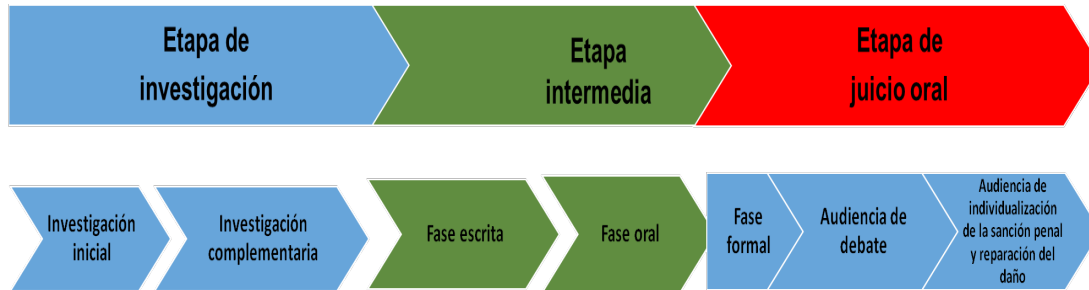 Etapa de
investigación
Etapa
intermedia
Etapa de
juicio oral
Investigación
inicial
Investigación
complementaria
Fase escrita
Fase oral
Fase
formal
Audiencia de
debate
Audiencia de
individualización
de la sanción penal
y reparación del
daño